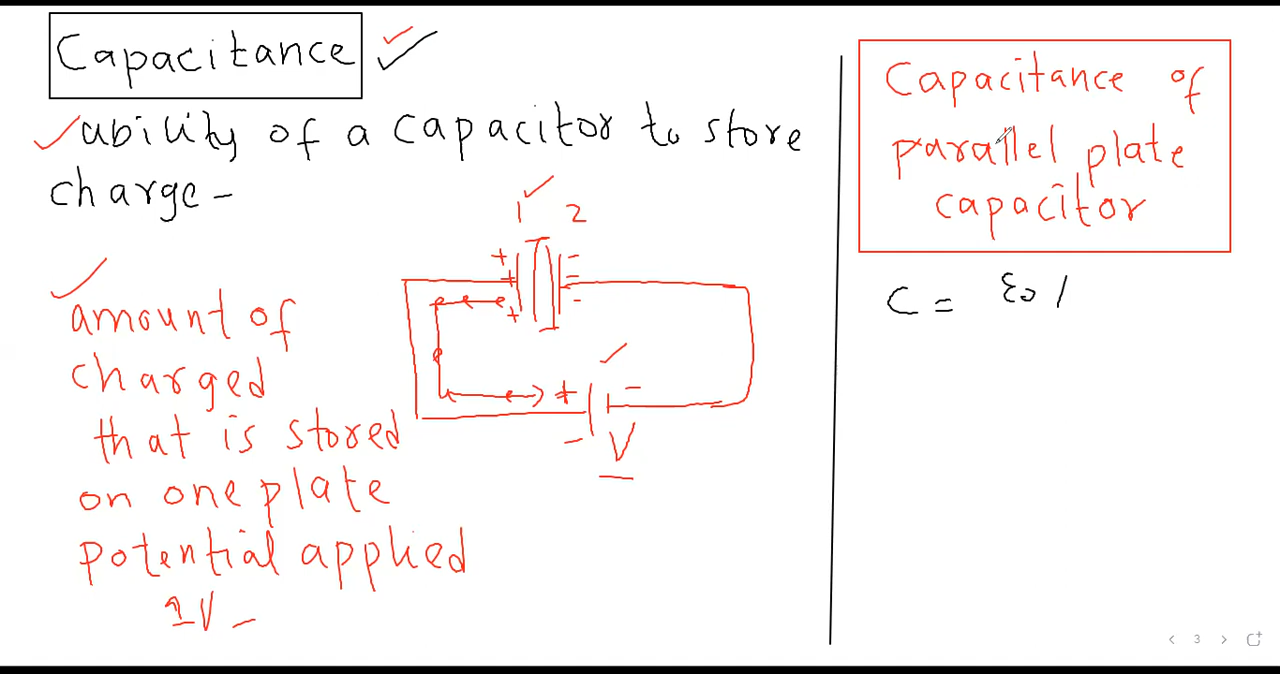 Capacitance
ability of a capacitor to store
charge -
amount of
charged
that is stored
on one plate
potential applied
1V -
1 2
+ -
+ =
+ -
+ -
- V
Capacitance of
parallel plate
capacitor
C = ε0 /
3